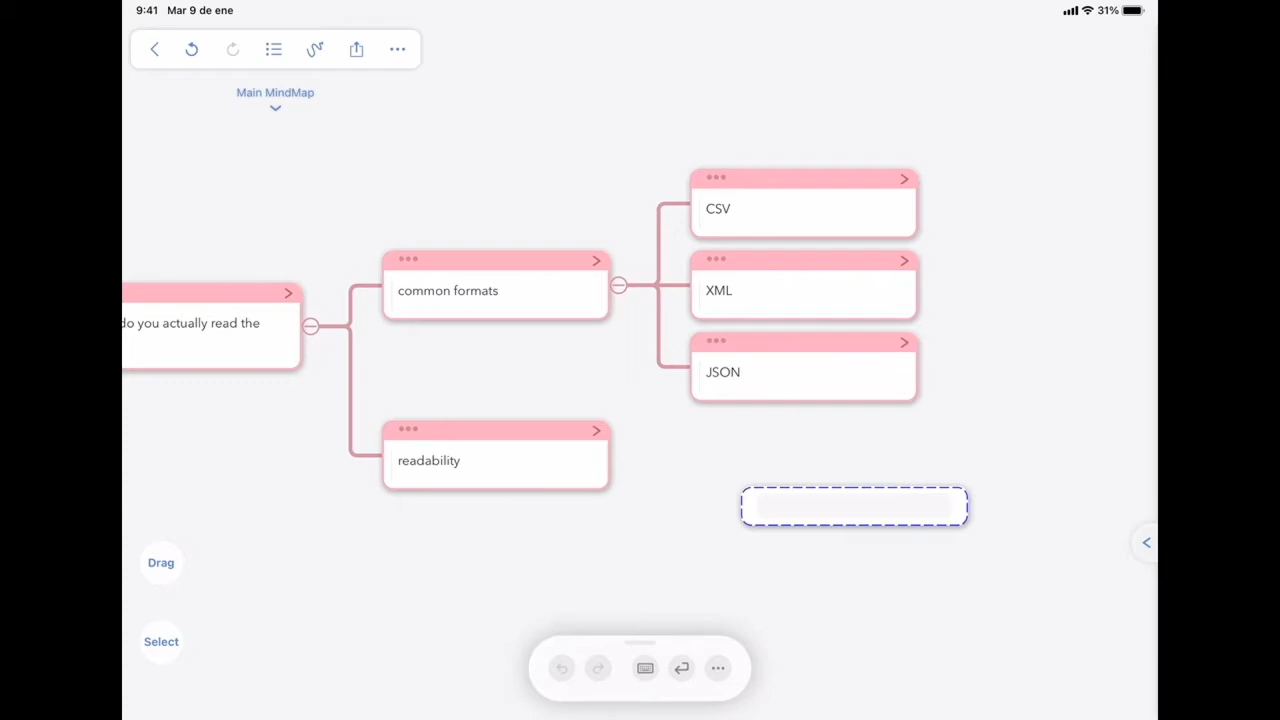 9:41 Mar 9 de ene
31%
Main MindMap
CSV
common formats
XML
do you actually read the
JSON
readability
Drag
Select